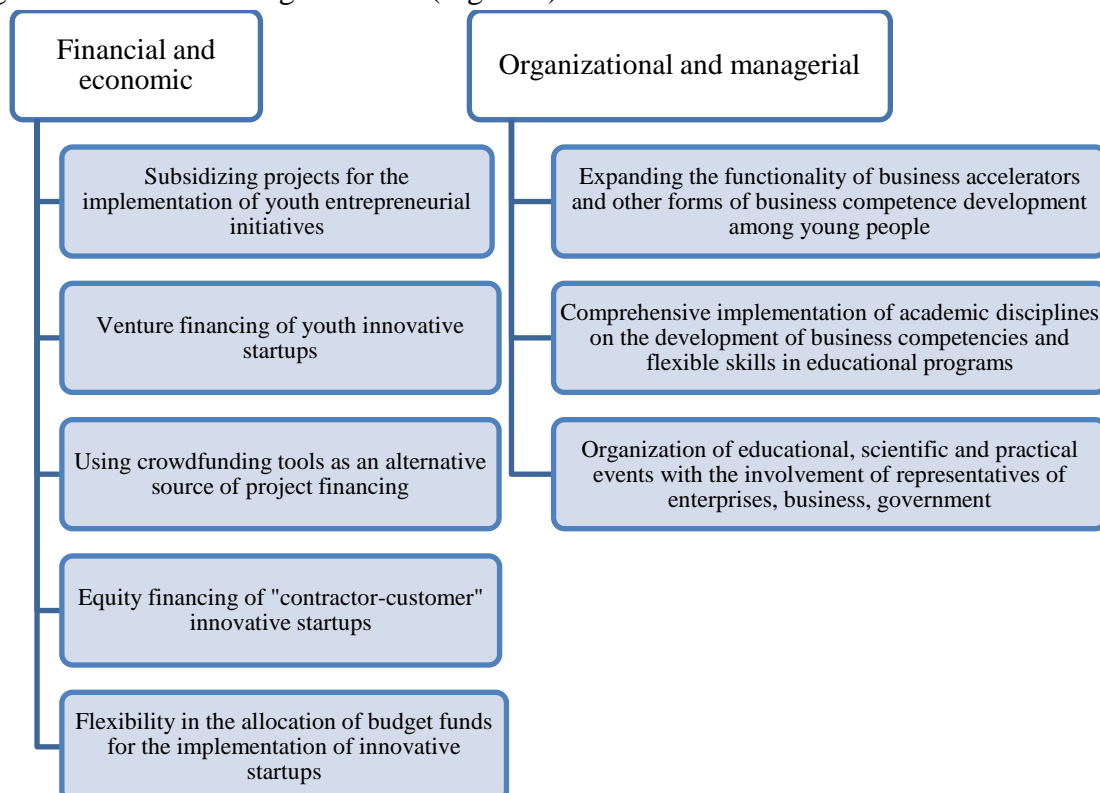 Financial and
economic
Subsidizing projects for the
implementation of youth entrepreneurial
initiatives
Venture financing of youth innovative
startups
Using crowdfunding tools as an alternative
source of project financing
Equity financing of "contractor-customer"
innovative startups
Flexibility in the allocation of budget funds
for the implementation of innovative
startups
Organizational and managerial
Expanding the functionality of business accelerators
and other forms of business competence development
among young people
Comprehensive implementation of academic disciplines
on the development of business competencies and
flexible skills in educational programs
Organization of educational, scientific and practical
events with the involvement of representatives of
enterprises, business, government